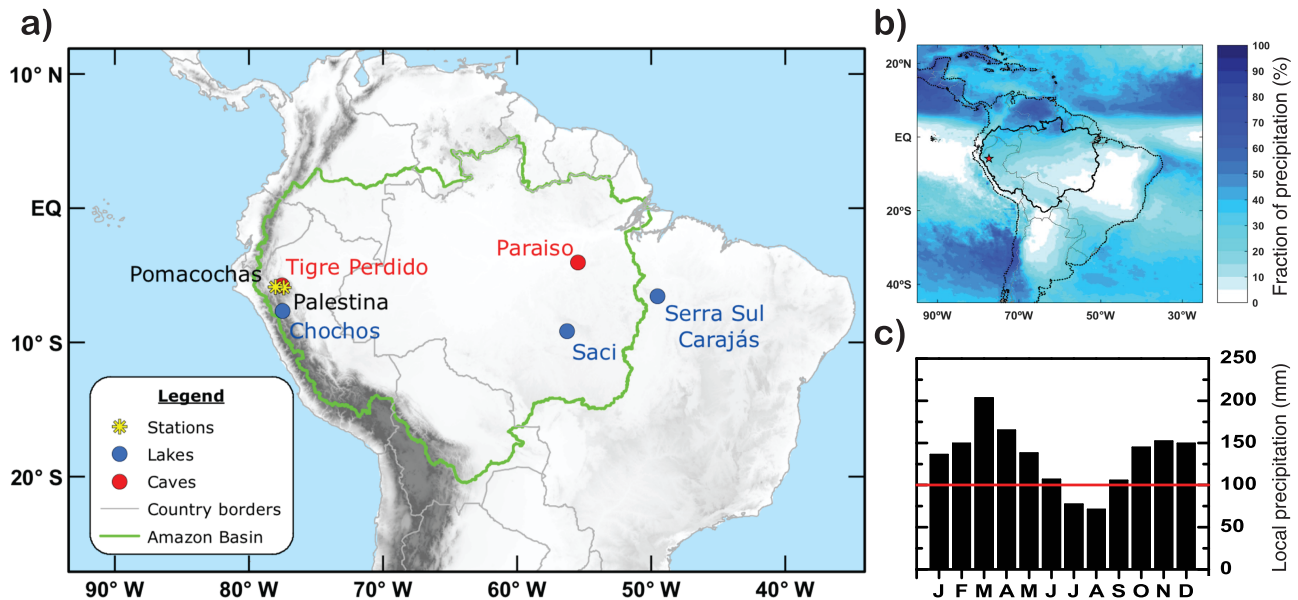 a)
10° N
EQ
10° S
20° S
90° W
80° W
70° W
60° W
50° W
40° W
Pomacochas
Tigre Perdido
Palestina
Chochos
Paraiso
Saci
Serra Sul
Carajás
Legend
Stations
Lakes
Caves
Country borders
Amazon Basin
b)
20°N
EQ
20°S
40°S
90°W
70°W
50°W
30°W
100
90
80
70
60
50
40
30
20
10
0
Fraction of precipitation (%)
c)
250
200
150
100
50
0
Local precipitation (mm)
J F M A M J J A S O N D